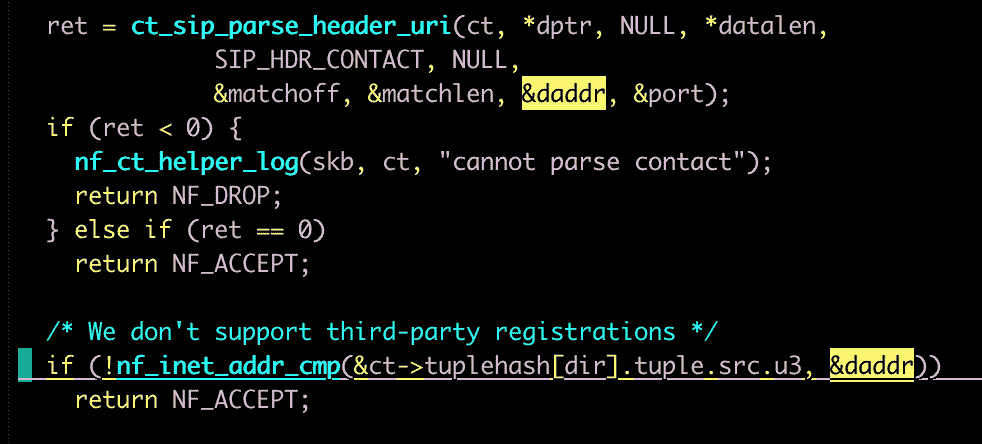 ret = ct_sip_parse_header_uri(ct, *dptr, NULL, *datalen,
SIP_HDR_CONTACT, NULL,
&matchoff, &matchlen, &daddr, &port);
if (ret < 0) {
nf_ct_helper_log(skb, ct, "cannot parse contact");
return NF_DROP;
} else if (ret == 0)
return NF_ACCEPT;
/* We don't support third-party registrations */
if (!nf_inet_addr_cmp(&ct->tuplehash[dir].tuple.src.u3, &daddr))
return NF_ACCEPT;